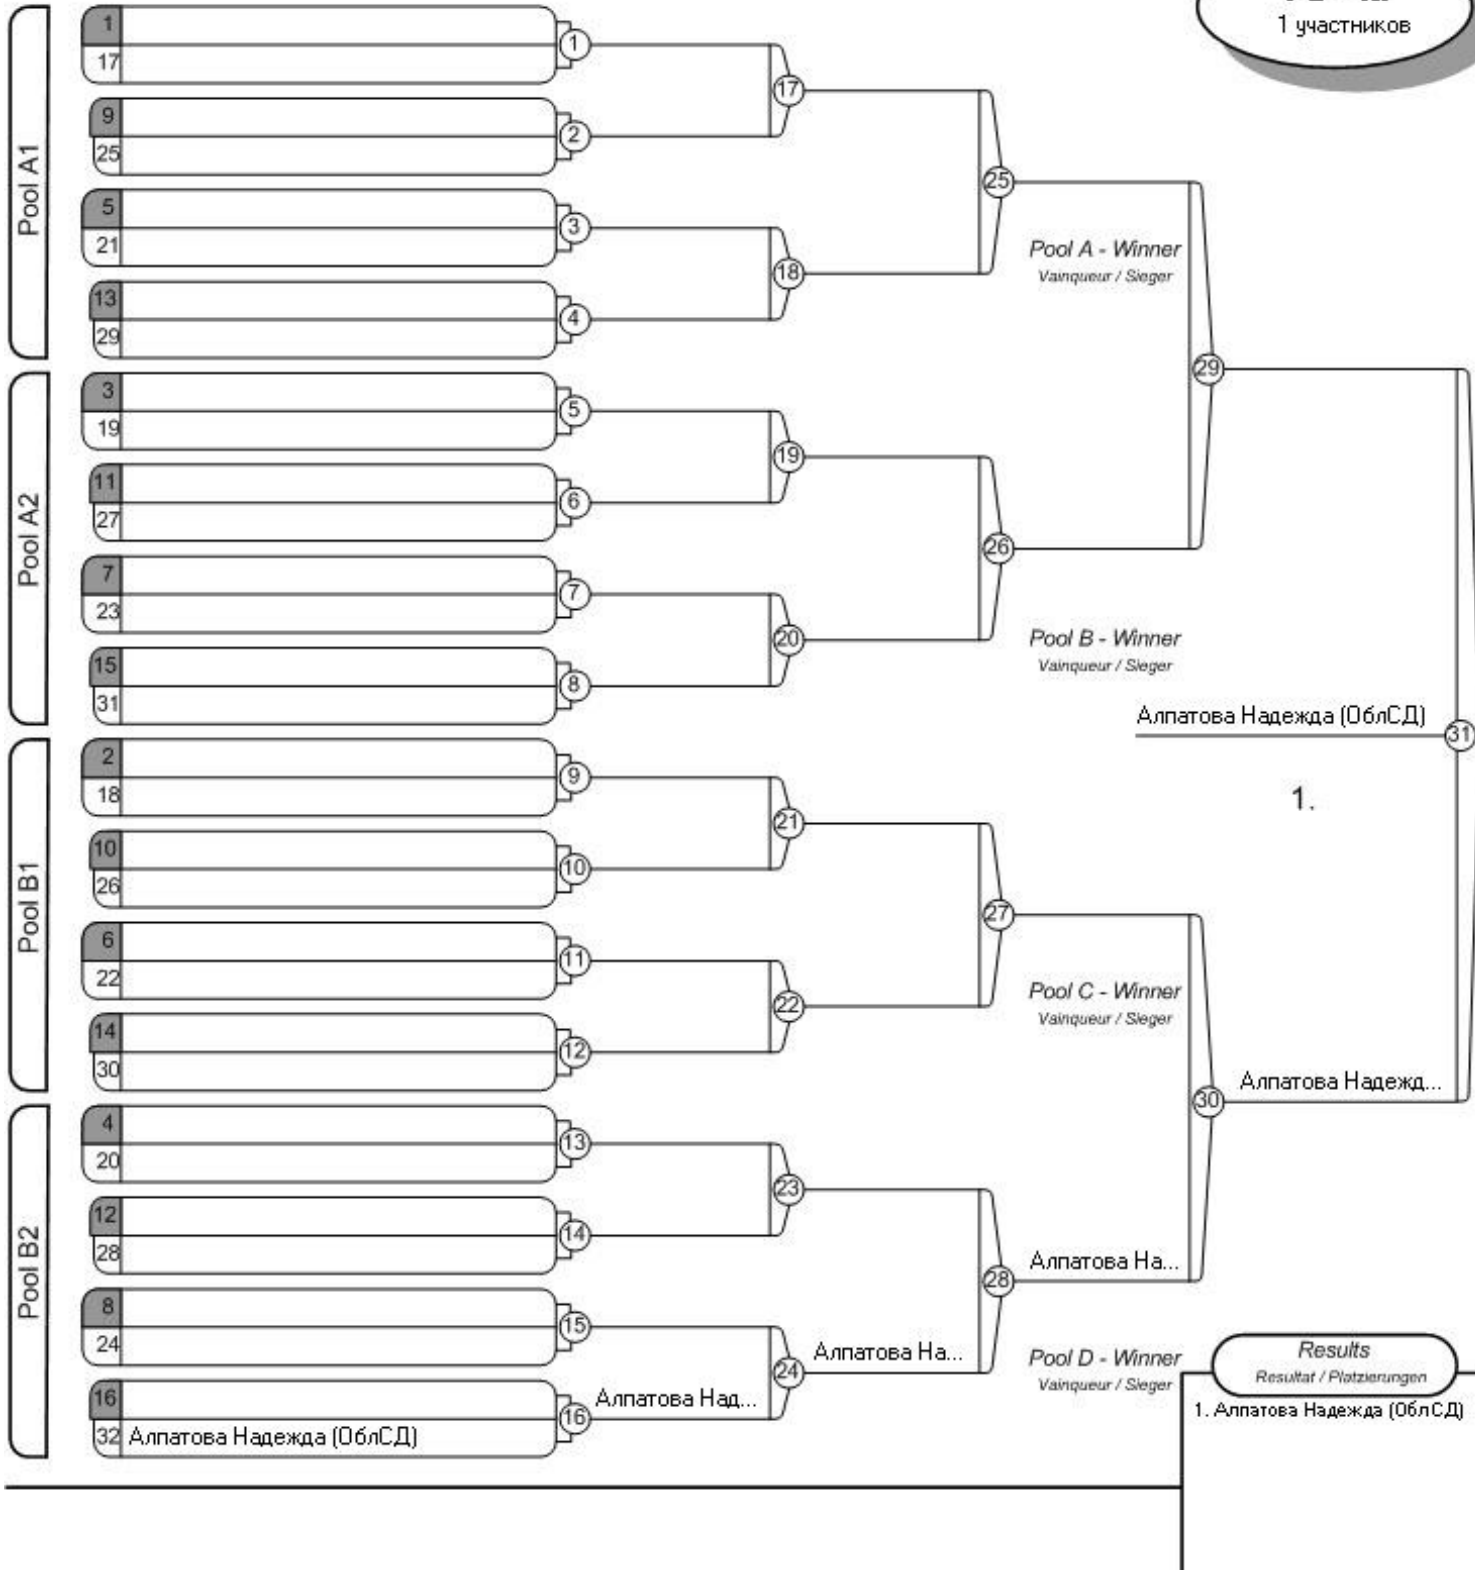 1 участников
Pool A1
1
17
1
9
25
2
5
21
3
13
29
4
17
18
25
Pool A - Winner
Vainqueur / Sieger
Pool A2
3
19
5
11
27
6
7
23
7
15
31
8
19
20
26
29
Pool B - Winner
Vainqueur / Sieger
Алпатова Надежда (ОблСД)
31
1.
Pool B1
2
18
9
10
26
10
6
22
11
14
30
12
21
22
27
Pool C - Winner
Vainqueur / Sieger
Алпатова Надежд...
30
Pool B2
4
20
13
12
28
14
8
24
15
16
32 Алпатова Надежда (ОблСД)
16
Алпатова Над...
23
24
Алпатова На...
28
Алпатова На...
Pool D - Winner
Vainqueur / Sieger
Results
Resultat / Platzierungen
1. Алпатова Надежда (ОблСД)